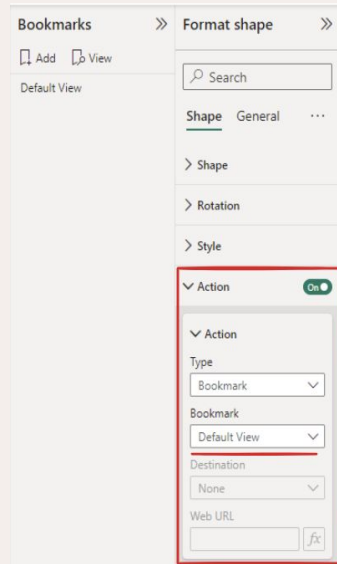 Bookmarks
Add View
Default View
Format shape
Search
Shape General ...
Shape
Rotation
Style
Action On
Action
Type
Bookmark
Bookmark
Default View
Destination
None
Web URL
fx